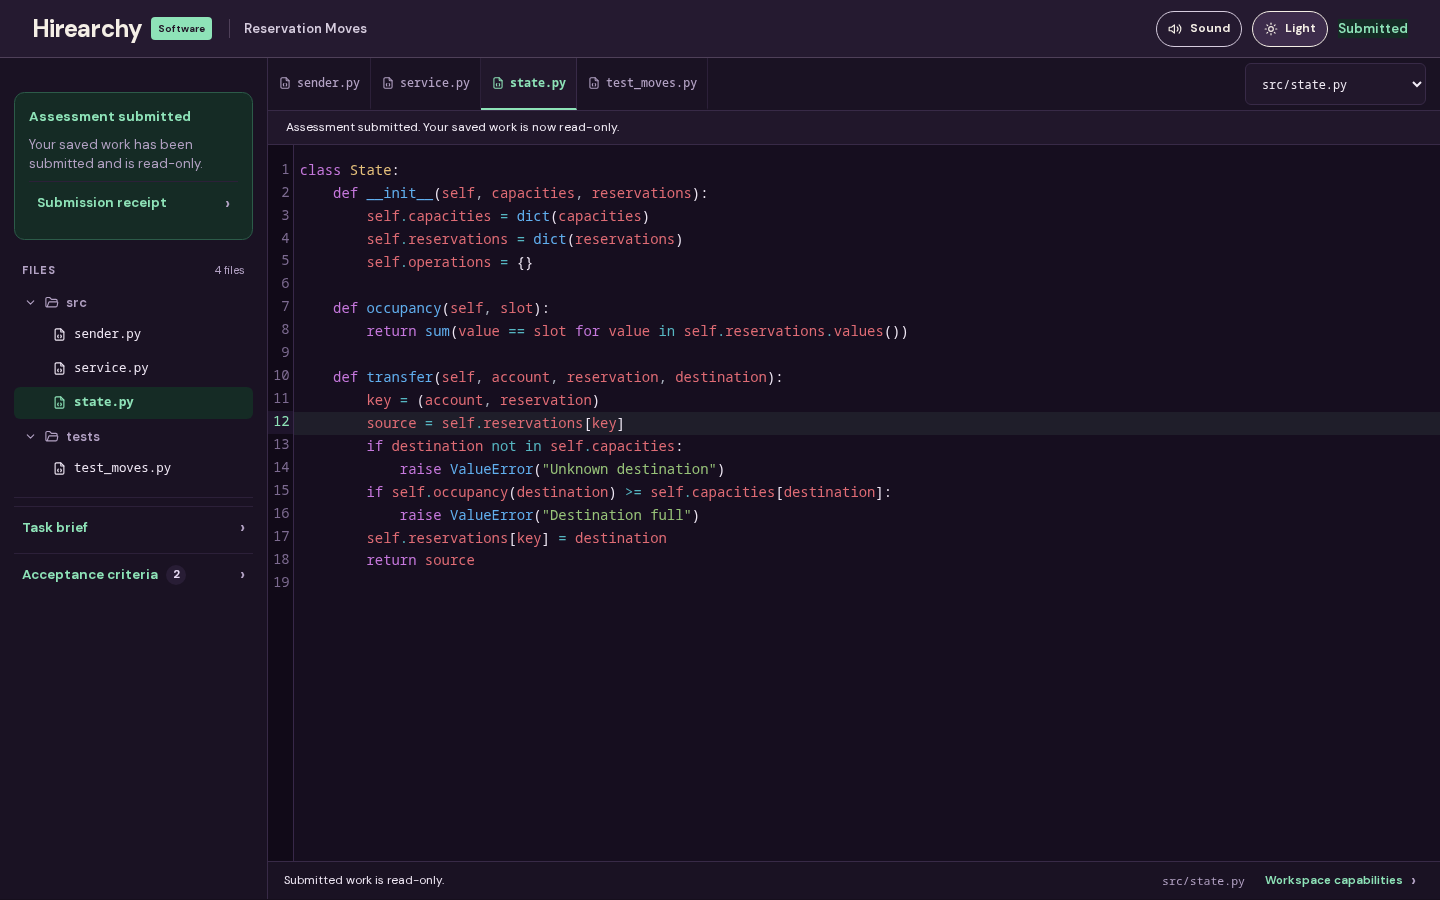 Hirearchy Software Reservation Moves Sound Light Submitted
Assessment submitted
Your saved work has been
submitted and is read-only.
Submission receipt ›
FILES 4 files
src
sender.py
service.py
state.py
tests
test_moves.py
Task brief ›
Acceptance criteria 2 ›
sender.py service.py state.py test_moves.py src/state.py
Assessment submitted. Your saved work is now read-only.
1 class State:
2     def __init__(self, capacities, reservations):
3         self.capacities = dict(capacities)
4         self.reservations = dict(reservations)
5         self.operations = {}
6
7     def occupancy(self, slot):
8         return sum(value == slot for value in self.reservations.values())
9
10     def transfer(self, account, reservation, destination):
11         key = (account, reservation)
12         source = self.reservations[key]
13         if destination not in self.capacities:
14             raise ValueError("Unknown destination")
15         if self.occupancy(destination) >= self.capacities[destination]:
16             raise ValueError("Destination full")
17         self.reservations[key] = destination
18         return source
19
Submitted work is read-only. src/state.py Workspace capabilities ›